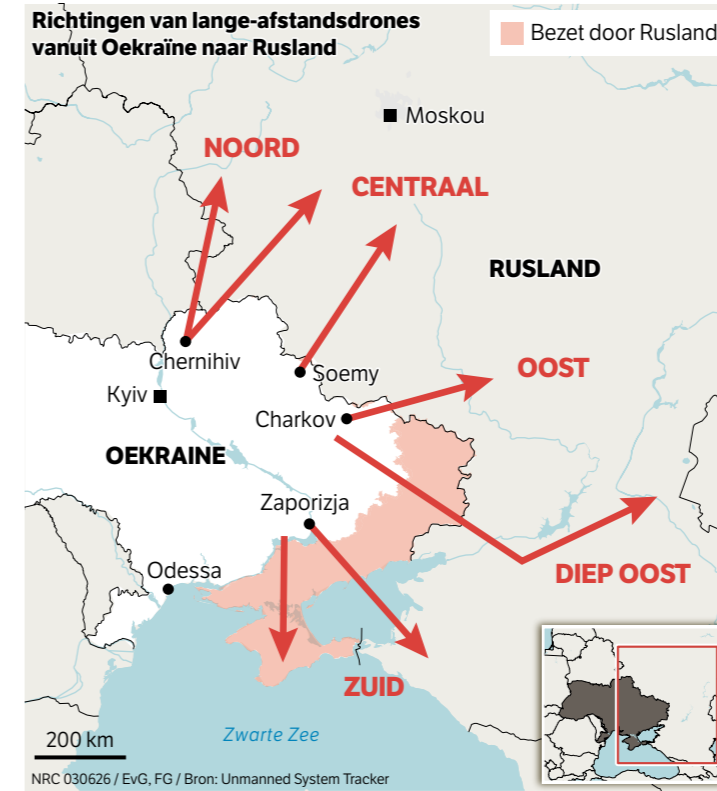 Richtingen van lange-afstandsdrones
vanuit Oekraïne naar Rusland
Bezet door Rusland
Moskou
NOORD
CENTRAAL
RUSLAND
Chernihiv
Soemy
OOST
Kyiv
Charkov
OEKRAINE
Zaporizja
Odessa
DIEP OOST
ZUID
Zwarte Zee
200 km
NRC 030626 / EvG, FG / Bron: Unmanned System Tracker